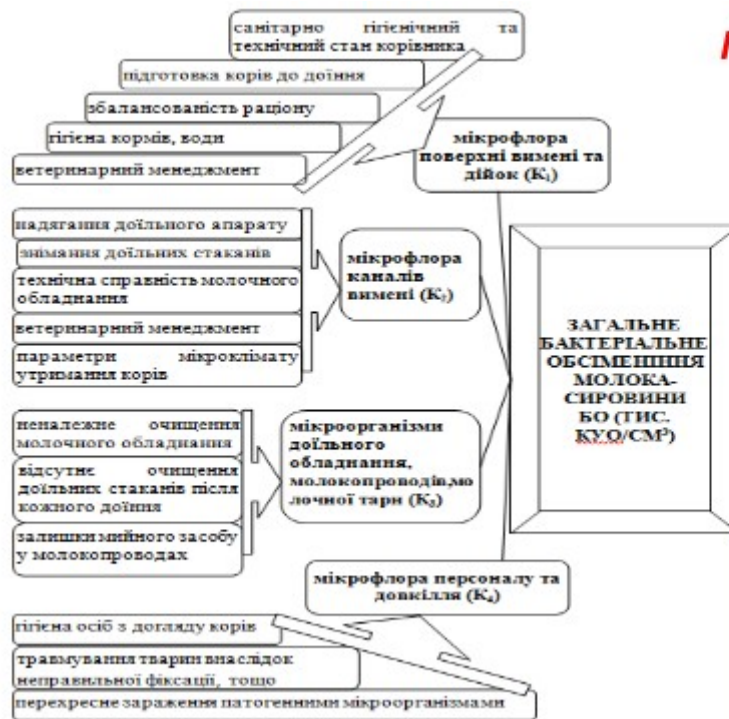 санітарно гігієнічний та
технічний стан корівника
підготовка корів до доїння
збалансованість раціону
гігієна кормів, води
ветеринарний менеджмент
мікрофлора
поверхні вимені та
дійок (К₁)
надягання доїльного апарату
знімання доїльних стаканів
технічна справність молочного
обладнання
ветеринарний менеджмент
параметри мікроклімату
утримання корів
мікрофлора
каналів
вимені (К₂)
неналежне очищення
молочного обладнання
відсутнє очищення
доїльних стаканів після
кожного доїння
залишки мийного засобу
у молокопроводах
мікроорганізми
доїльного
обладнання,
молокопроводів,мо
лочної тари (К₃)
мікрофлора персоналу та
довкілля (К₄)
гігієна осіб з догляду корів
травмування тварин внаслідок
неправильної фіксації, тощо
перехресне зараження патогенними мікроорганізмами
ЗАГАЛЬНЕ
БАКТЕРІАЛЬНЕ
ОБСІМЕНІННЯ
МОЛОКА-
СИРОВИНИ
БО (ТИС.
КУО/СМ³)